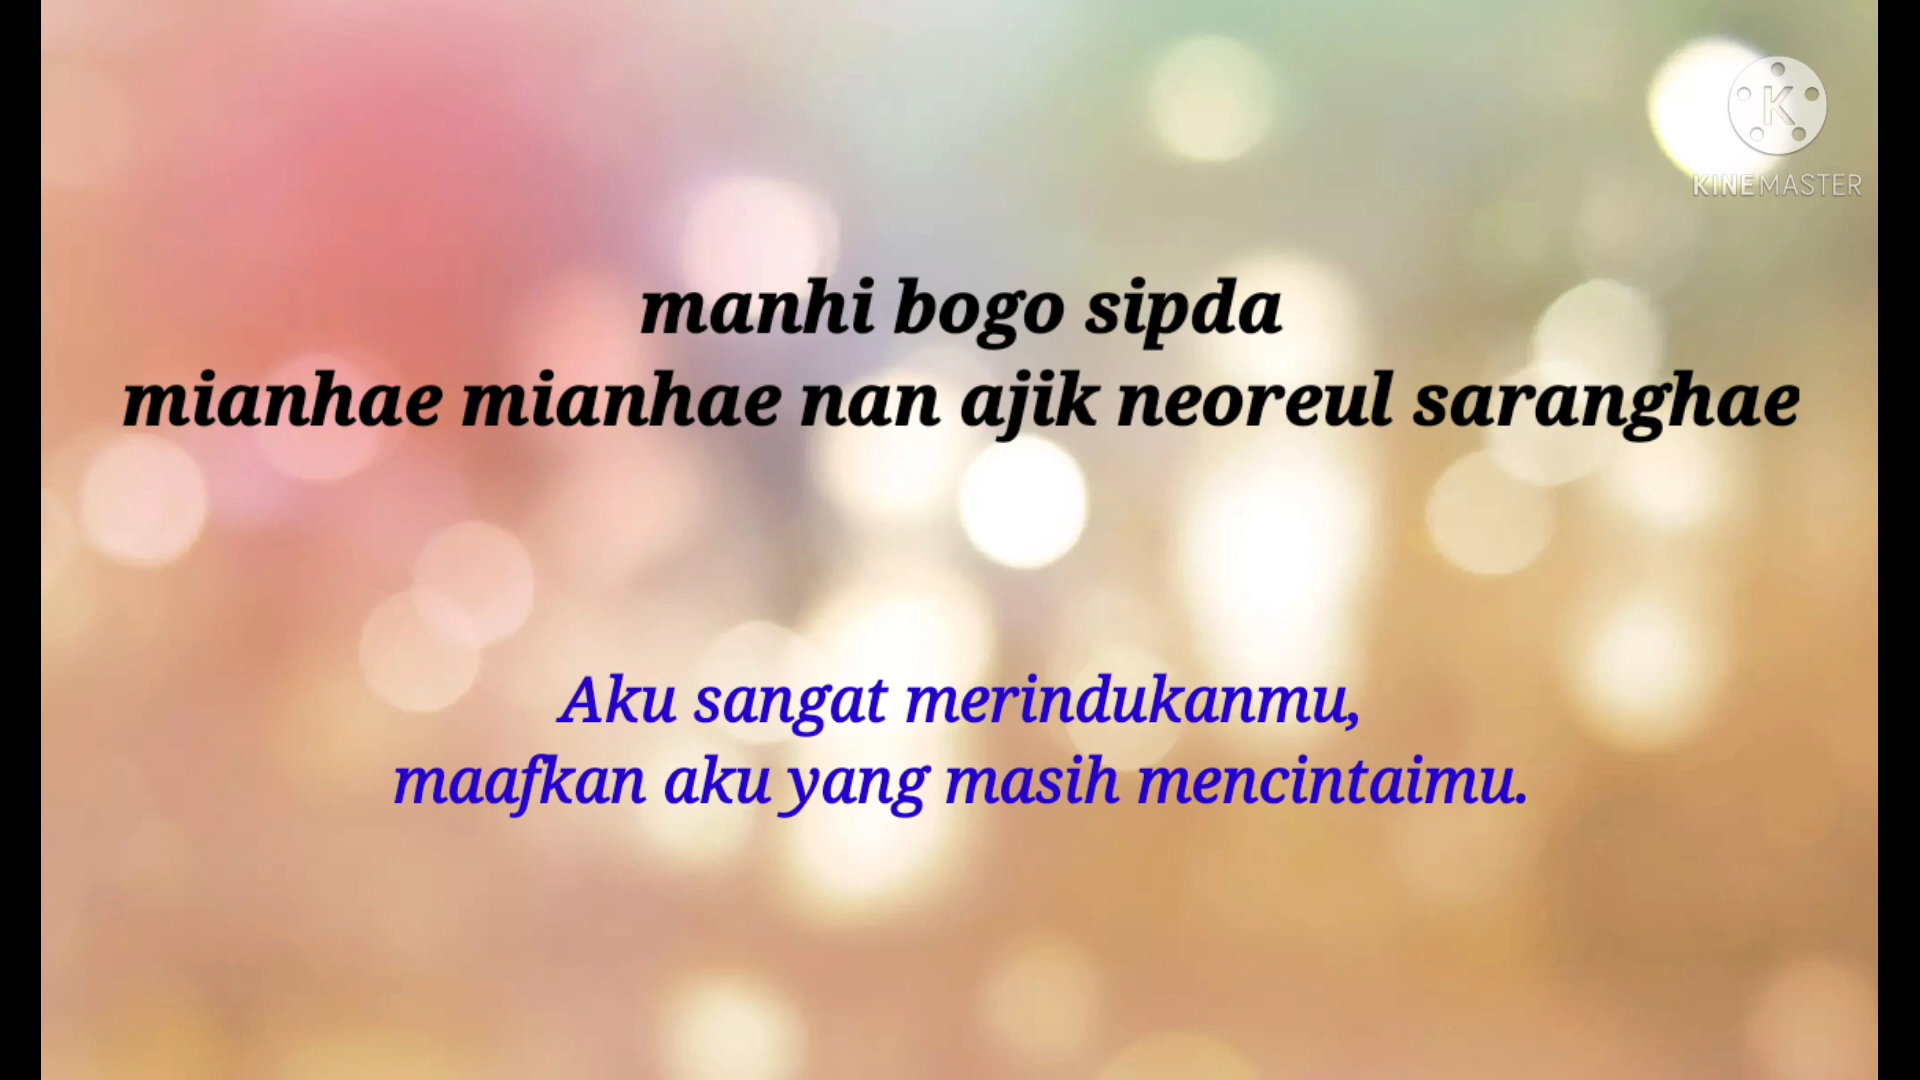 KINEMASTER
manhi bogo sipda
mianhae mianhae nan ajik neoreul saranghae
Aku sangat merindukanmu,
maafkan aku yang masih mencintaimu.